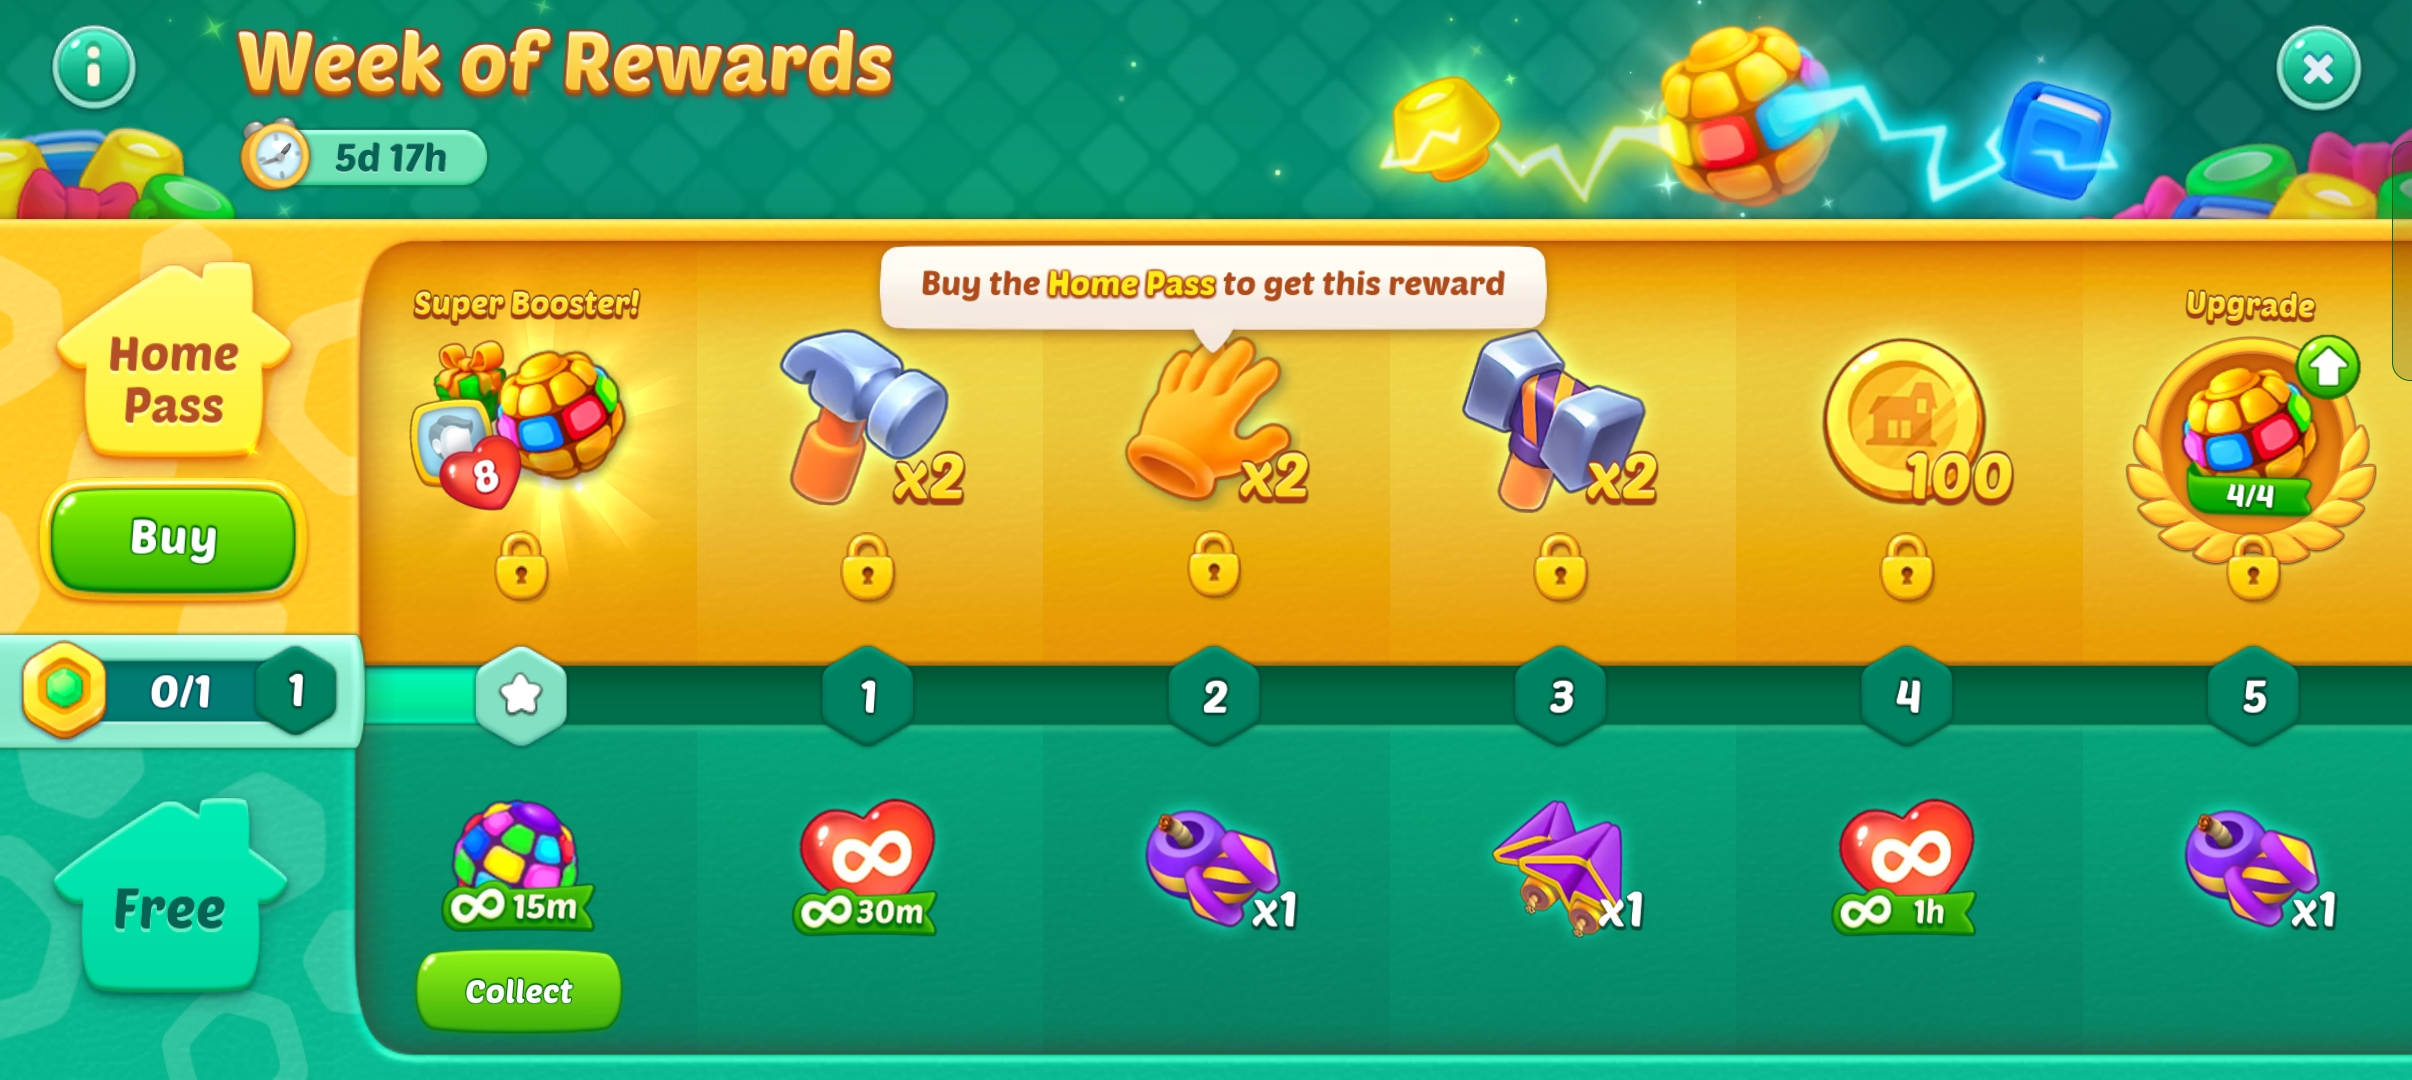 Week of Rewards
5d 17h
Buy the Home Pass to get this reward
Super Booster!
Upgrade
Home
Pass
8
x2
x2
x2
100
4/4
Buy
0/1
1
1
2
3
4
5
Free
15m
30m
x1
x1
1h
x1
Collect